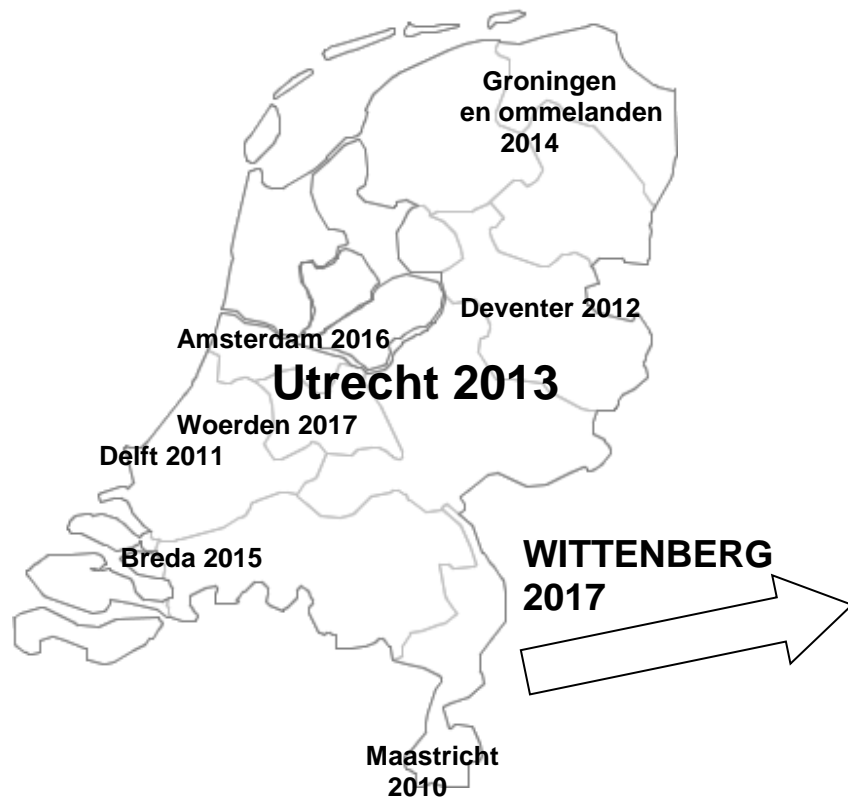 Groningen
en ommelanden
2014
Deventer 2012
Amsterdam 2016
Utrecht 2013
Woerden 2017
Delft 2011
WITTENBERG
2017
Breda 2015
Maastricht
2010